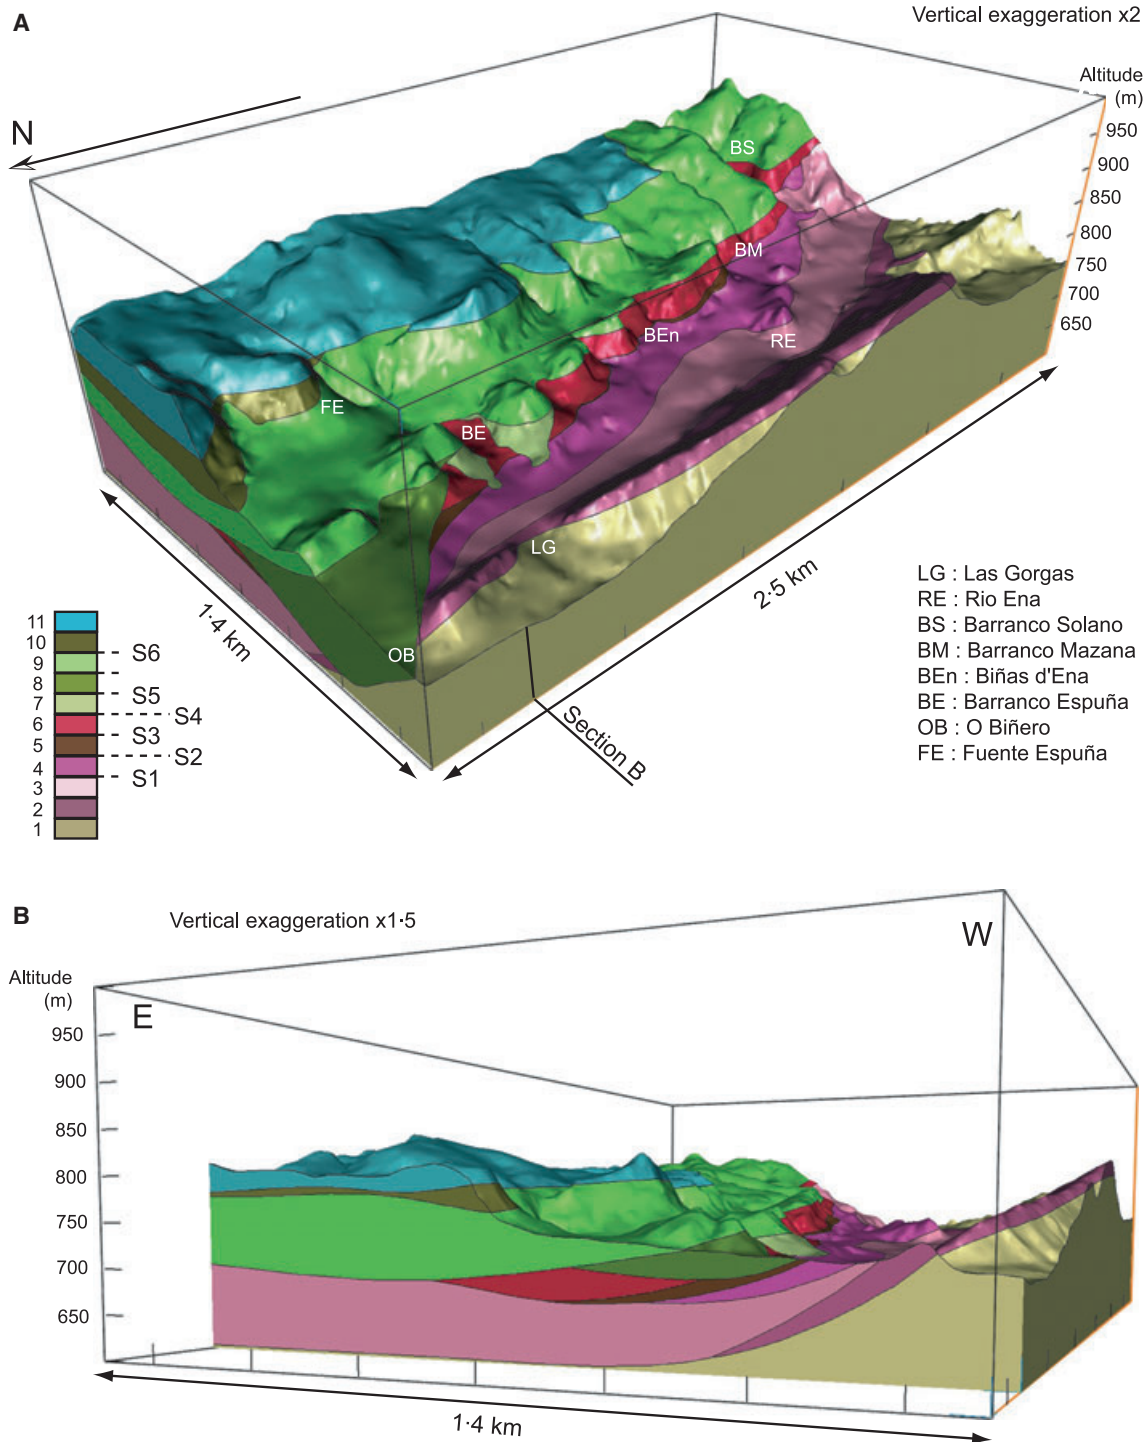 A
Vertical exaggeration x2
Altitude
(m)
N
950
900
850
800
750
700
650
BS
BM
BEn
RE
FE
BE
LG
OB
1·4 km
2·5 km
Section B
LG : Las Gorgas
RE : Rio Ena
BS : Barranco Solano
BM : Barranco Mazana
BEn : Biñas d'Ena
BE : Barranco Espuña
OB : O Biñero
FE : Fuente Espuña
11
10
S6
9
8
S5
7
S4
6
S3
5
S2
4
S1
3
2
1
B
Vertical exaggeration x1·5
W
Altitude
(m)
E
950
900
850
800
750
700
650
1·4 km